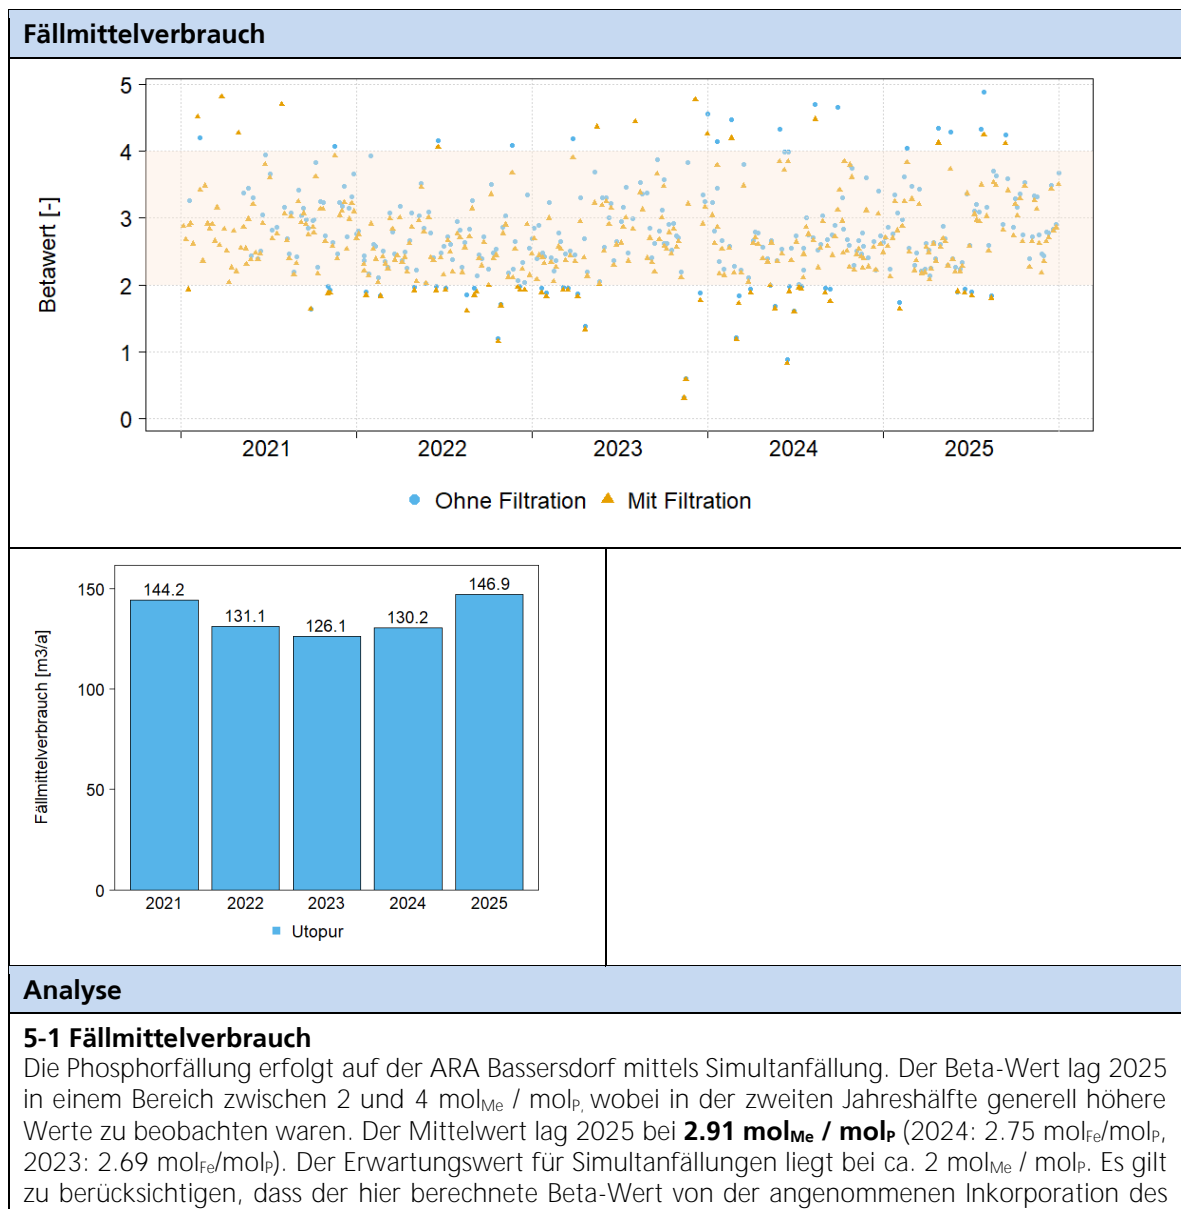 Fällmittelverbrauch
5
4
3
2
1
0
Betawert [-]
2021 2022 2023 2024 2025
Ohne Filtration Mit Filtration
150
100
50
0
Fällmittelverbrauch [m3/a]
144.2 131.1 126.1 130.2 146.9
2021 2022 2023 2024 2025
Utopur
Analyse
5-1 Fällmittelverbrauch
Die Phosphorfällung erfolgt auf der ARA Bassersdorf mittels Simultanfällung. Der Beta-Wert lag 2025
in einem Bereich zwischen 2 und 4 molMe / molP, wobei in der zweiten Jahreshälfte generell höhere
Werte zu beobachten waren. Der Mittelwert lag 2025 bei 2.91 molMe / molP (2024: 2.75 molFe/molP,
2023: 2.69 molFe/molP). Der Erwartungswert für Simultanfällungen liegt bei ca. 2 molMe / molP. Es gilt
zu berücksichtigen, dass der hier berechnete Beta-Wert von der angenommenen Inkorporation des